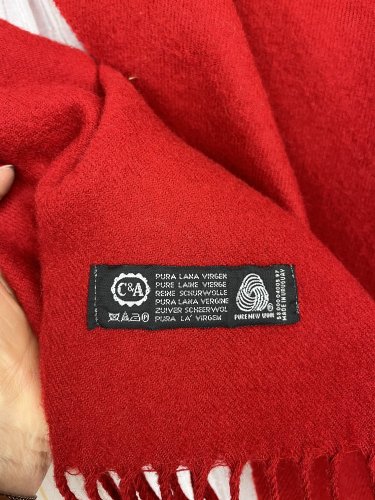 C&A
PURA LANA VIRGEN
PURE LAINE VIERGE
REINE SCHURWOLLE
PURA LANA VERGINE
ZUIVER SCHEERWOL
PURA LÃ VIRGEM
PURE NEW WOOL
MADE IN URUGUAY